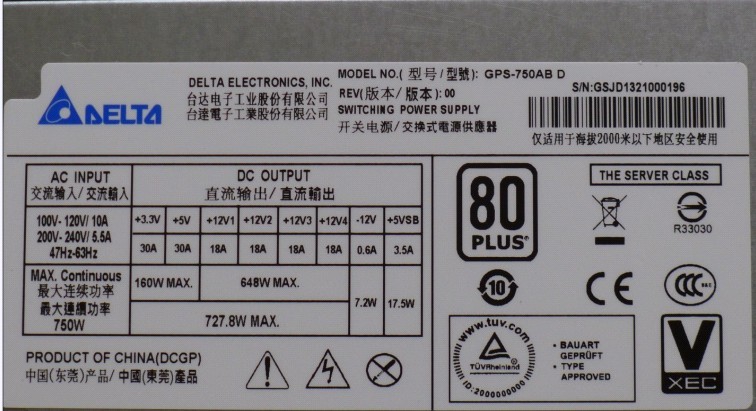 DELTA
DELTA ELECTRONICS, INC.
台达电子工业股份有限公司
台達電子工業股份有限公司
MODEL NO.( 型号/型號): GPS-750AB D
REV(版本/版本): 00
SWITCHING POWER SUPPLY
开关电源/交換式電源供應器
S/N:GSJD1321000196
仅适用于海拔2000米以下地区安全使用
AC INPUT
交流输入/交流輸入
DC OUTPUT
直流输出/直流輸出
100V- 120V/ 10A
200V- 240V/ 5.5A
47Hz-63Hz
+3.3V +5V +12V1 +12V2 +12V3 +12V4 -12V +5VSB
30A 30A 18A 18A 18A 18A 0.6A 3.5A
MAX. Continuous
最大连续功率
最大連續功率
750W
160W MAX. 648W MAX.
727.8W MAX.
7.2W 17.5W
PRODUCT OF CHINA(DCGP)
中国(东莞)产品/ 中國(東莞)產品
80
PLUS®
THE SERVER CLASS
R33030
10
CE
CCC
www.tuv.com
TÜVRheinland
ID:2000000000
• BAUART
GEPRÜFT
• TYPE
APPROVED
V
XEC